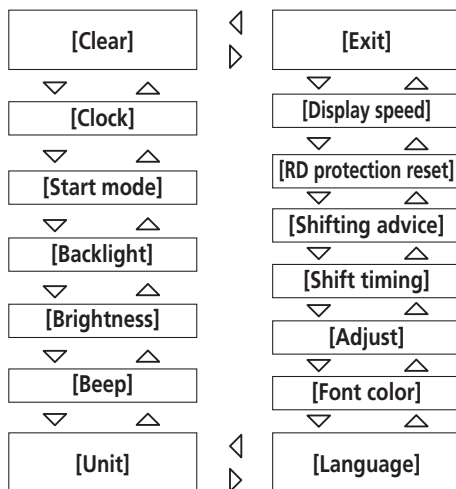 [Clear]
[Clock]
[Start mode]
[Backlight]
[Brightness]
[Beep]
[Unit]
[Exit]
[Display speed]
[RD protection reset]
[Shifting advice]
[Shift timing]
[Adjust]
[Font color]
[Language]